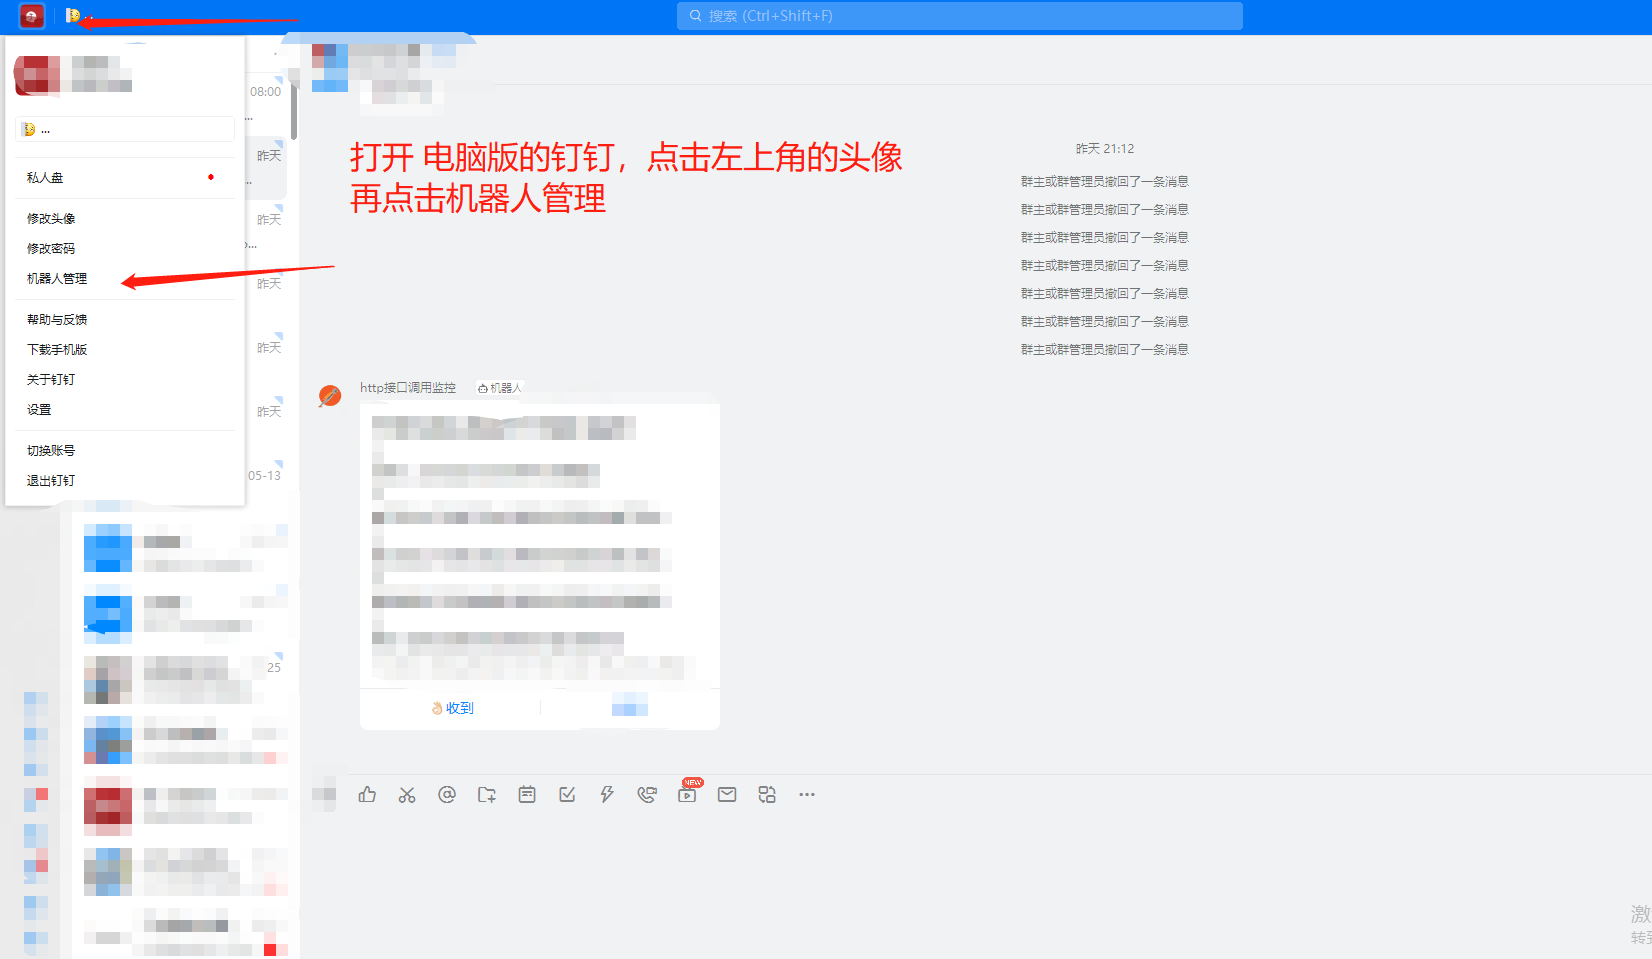 搜索 (Ctrl+Shift+F)
...
私人盘
修改头像
修改密码
机器人管理
帮助与反馈
下载手机版
关于钉钉
设置
切换账号
退出钉钉
08:00
...
昨天
昨天
昨天
昨天
昨天
05-13
25
打开 电脑版的钉钉，点击左上角的头像
再点击机器人管理
昨天 21:12
群主或群管理员撤回了一条消息
群主或群管理员撤回了一条消息
群主或群管理员撤回了一条消息
群主或群管理员撤回了一条消息
群主或群管理员撤回了一条消息
群主或群管理员撤回了一条消息
群主或群管理员撤回了一条消息
http接口调用监控 机器人
👌收到
NEW
激
转到